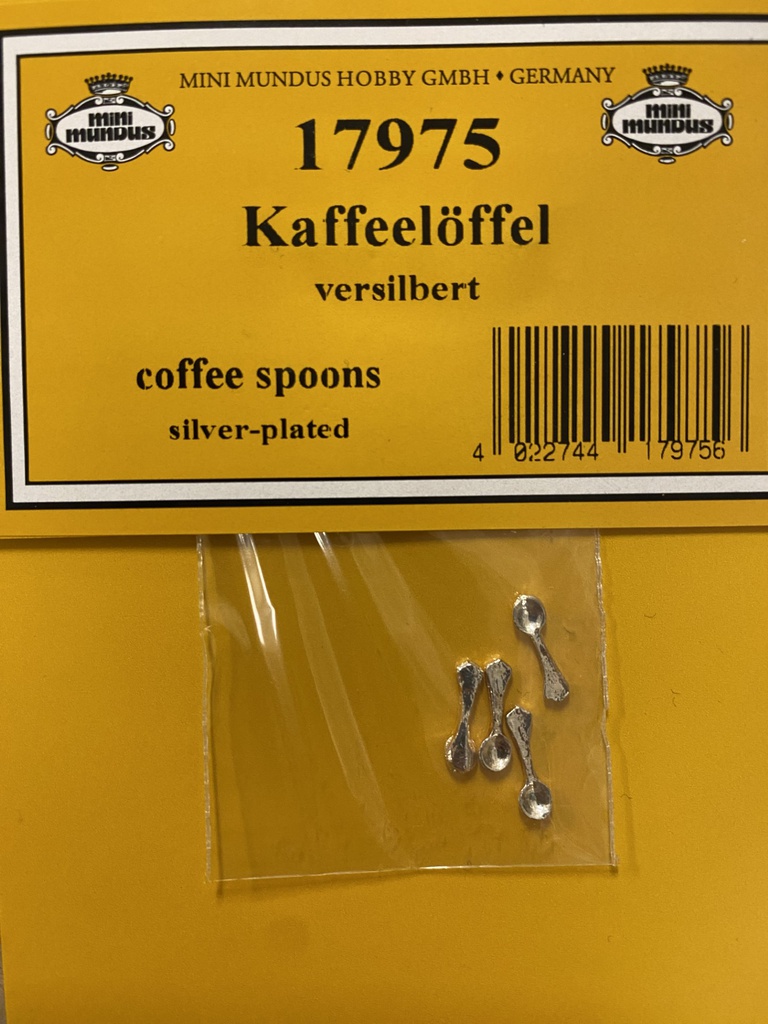 MINI MUNDUS HOBBY GMBH ♦ GERMANY
mini mundus
mini mundus
17975
Kaffeelöffel
versilbert
coffee spoons
silver-plated
4 022744 179756